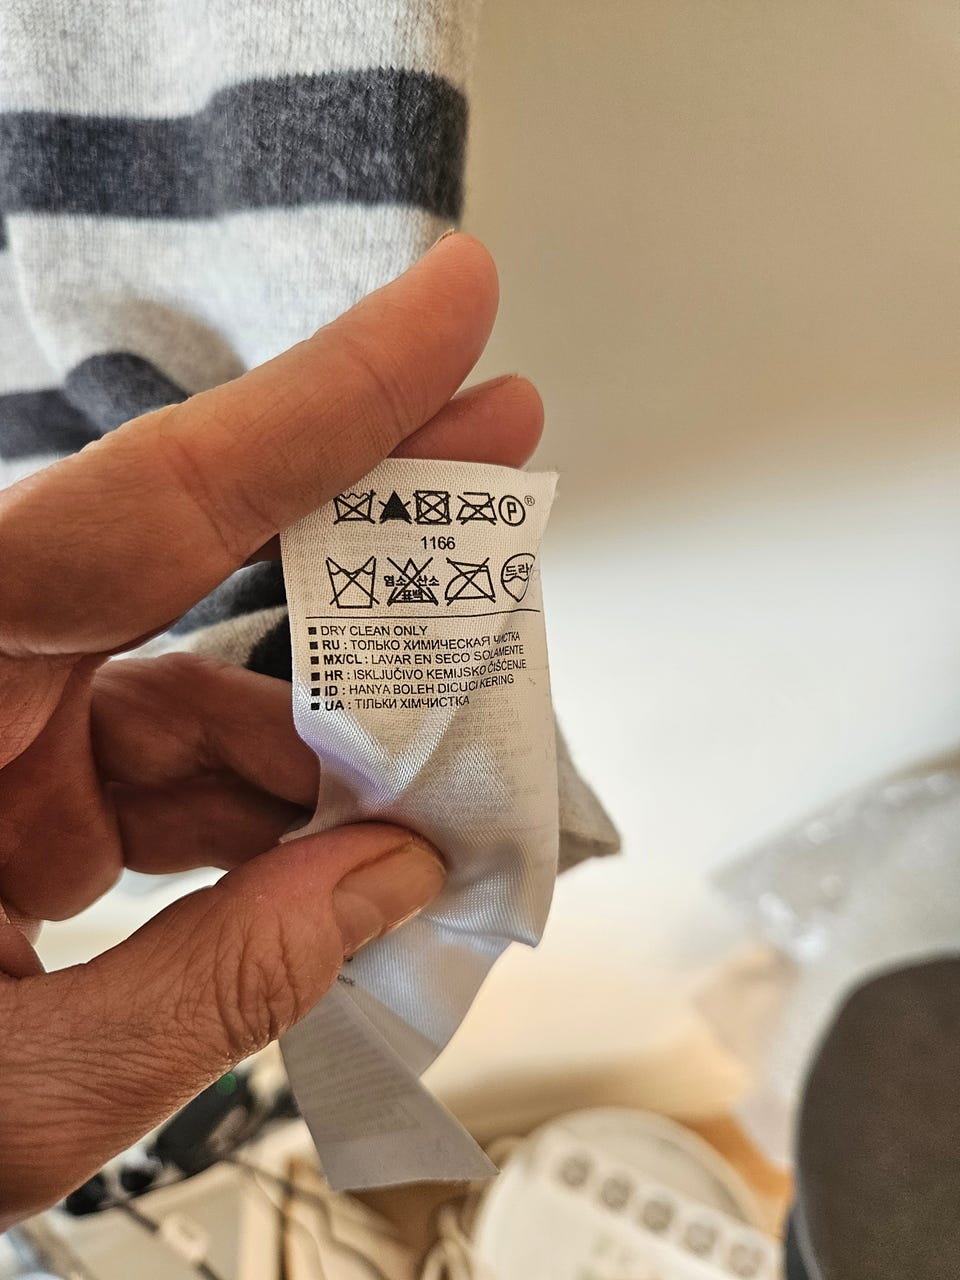 P ®
1166
염소 산소
표백
드라이
■ DRY CLEAN ONLY
■ RU : ТОЛЬКО ХИМИЧЕСКАЯ ЧИСТКА
■ MX/CL : LAVAR EN SECO SOLAMENTE
■ HR : ISKLJUČIVO KEMIJSKO ČIŠĆENJE
■ ID : HANYA BOLEH DICUCI KERING
■ UA : ТІЛЬКИ ХІМЧИСТКА